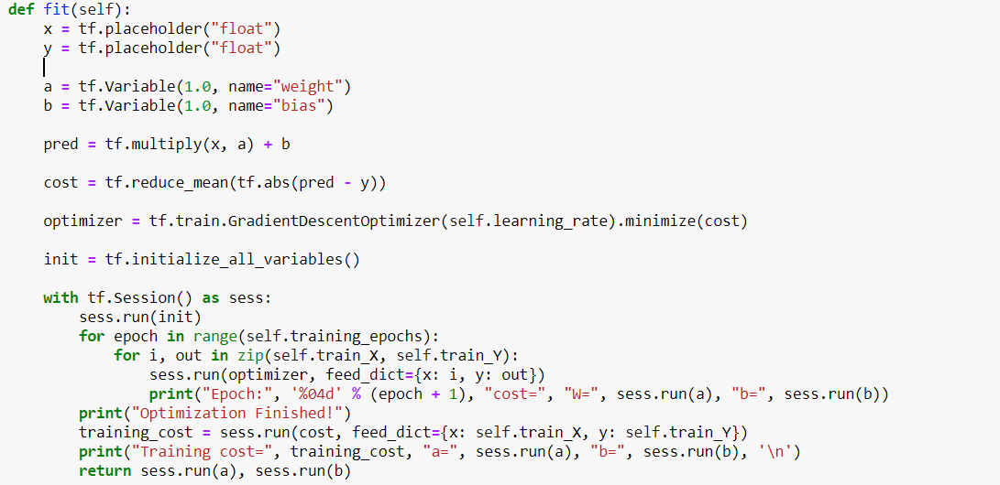 def fit(self):
    x = tf.placeholder("float")
    y = tf.placeholder("float")
    a = tf.Variable(1.0, name="weight")
    b = tf.Variable(1.0, name="bias")
    pred = tf.multiply(x, a) + b
    cost = tf.reduce_mean(tf.abs(pred - y))
    optimizer = tf.train.GradientDescentOptimizer(self.learning_rate).minimize(cost)
    init = tf.initialize_all_variables()
    with tf.Session() as sess:
        sess.run(init)
        for epoch in range(self.training_epochs):
            for i, out in zip(self.train_X, self.train_Y):
                sess.run(optimizer, feed_dict={x: i, y: out})
                print("Epoch:", '%04d' % (epoch + 1), "cost=", "W=", sess.run(a), "b=", sess.run(b))
        print("Optimization Finished!")
        training_cost = sess.run(cost, feed_dict={x: self.train_X, y: self.train_Y})
        print("Training cost=", training_cost, "a=", sess.run(a), "b=", sess.run(b), '\n')
        return sess.run(a), sess.run(b)